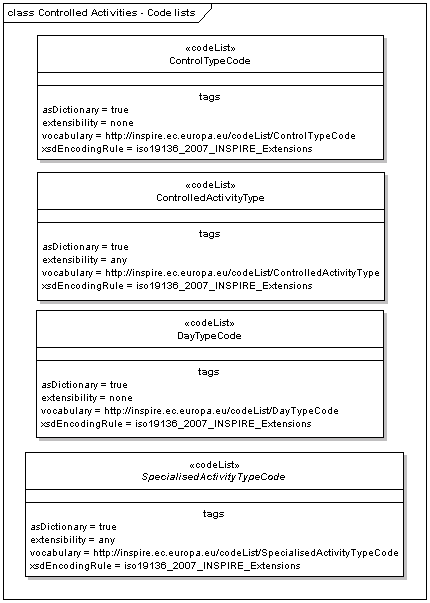 class Controlled Activities - Code lists
«codeList»
ControlTypeCode
tags
asDictionary = true
extensibility = none
vocabulary = http://inspire.ec.europa.eu/codeList/ControlTypeCode
xsdEncodingRule = iso19136_2007_INSPIRE_Extensions
«codeList»
ControlledActivityType
tags
asDictionary = true
extensibility = any
vocabulary = http://inspire.ec.europa.eu/codeList/ControlledActivityType
xsdEncodingRule = iso19136_2007_INSPIRE_Extensions
«codeList»
DayTypeCode
tags
asDictionary = true
extensibility = none
vocabulary = http://inspire.ec.europa.eu/codeList/DayTypeCode
xsdEncodingRule = iso19136_2007_INSPIRE_Extensions
«codeList»
SpecialisedActivityTypeCode
tags
asDictionary = true
extensibility = any
vocabulary = http://inspire.ec.europa.eu/codeList/SpecialisedActivityTypeCode
xsdEncodingRule = iso19136_2007_INSPIRE_Extensions